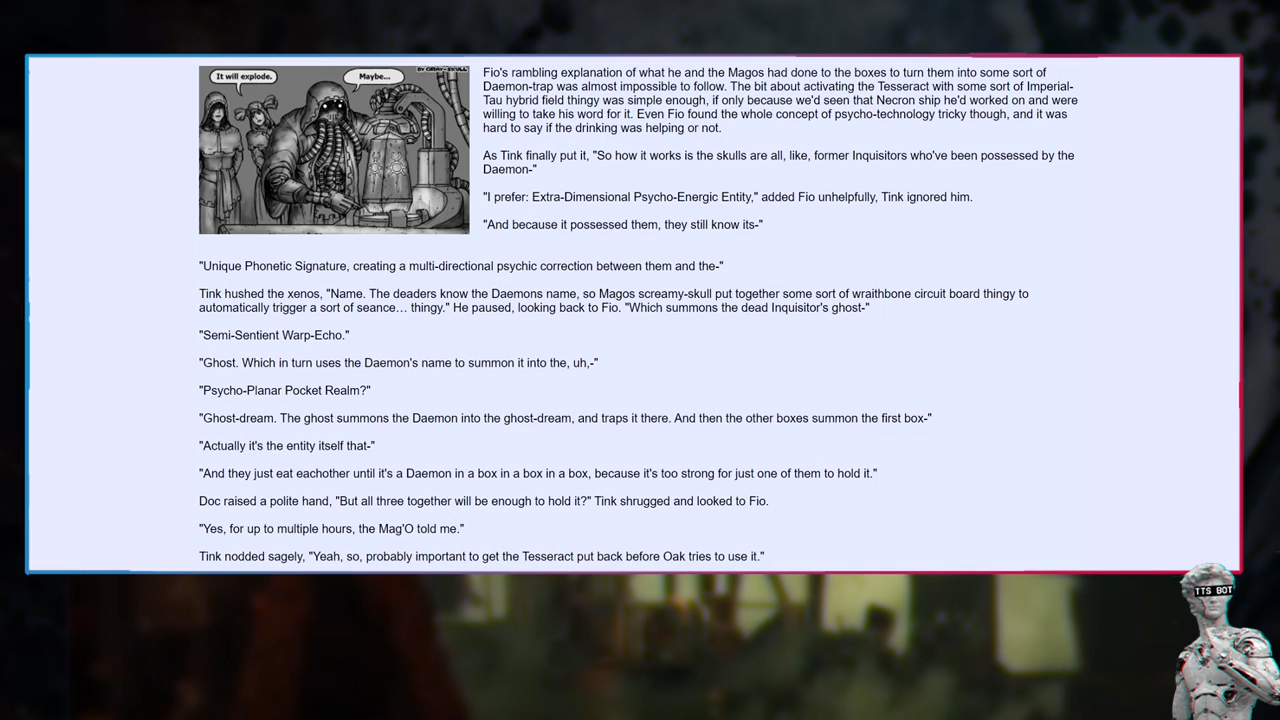 It will explode.
Maybe...
BY GRAY-SKULL
Fio's rambling explanation of what he and the Magos had done to the boxes to turn them into some sort of
Daemon-trap was almost impossible to follow. The bit about activating the Tesseract with some sort of Imperial-
Tau hybrid field thingy was simple enough, if only because we'd seen that Necron ship he'd worked on and were
willing to take his word for it. Even Fio found the whole concept of psycho-technology tricky though, and it was
hard to say if the drinking was helping or not.
As Tink finally put it, "So how it works is the skulls are all, like, former Inquisitors who've been possessed by the
Daemon-"
"I prefer: Extra-Dimensional Psycho-Energic Entity," added Fio unhelpfully, Tink ignored him.
"And because it possessed them, they still know its-"
"Unique Phonetic Signature, creating a multi-directional psychic correction between them and the-"
Tink hushed the xenos, "Name. The deaders know the Daemons name, so Magos screamy-skull put together some sort of wraithbone circuit board thingy to
automatically trigger a sort of seance… thingy." He paused, looking back to Fio. "Which summons the dead Inquisitor's ghost-"
"Semi-Sentient Warp-Echo."
"Ghost. Which in turn uses the Daemon's name to summon it into the, uh,-"
"Psycho-Planar Pocket Realm?"
"Ghost-dream. The ghost summons the Daemon into the ghost-dream, and traps it there. And then the other boxes summon the first box-"
"Actually it's the entity itself that-"
"And they just eat eachother until it's a Daemon in a box in a box in a box, because it's too strong for just one of them to hold it."
Doc raised a polite hand, "But all three together will be enough to hold it?" Tink shrugged and looked to Fio.
"Yes, for up to multiple hours, the Mag'O told me."
Tink nodded sagely, "Yeah, so, probably important to get the Tesseract put back before Oak tries to use it."
TTS BOT